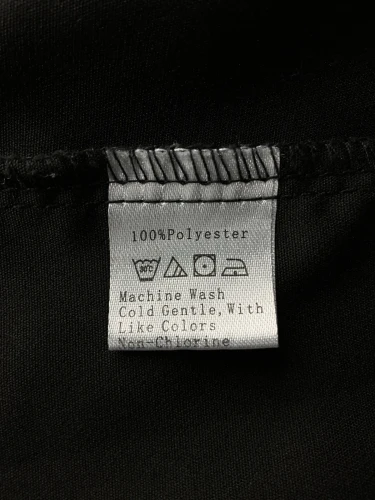 100%Polyester
30℃
Machine Wash
Cold Gentle,With
Like Colors
Non-Chlorine